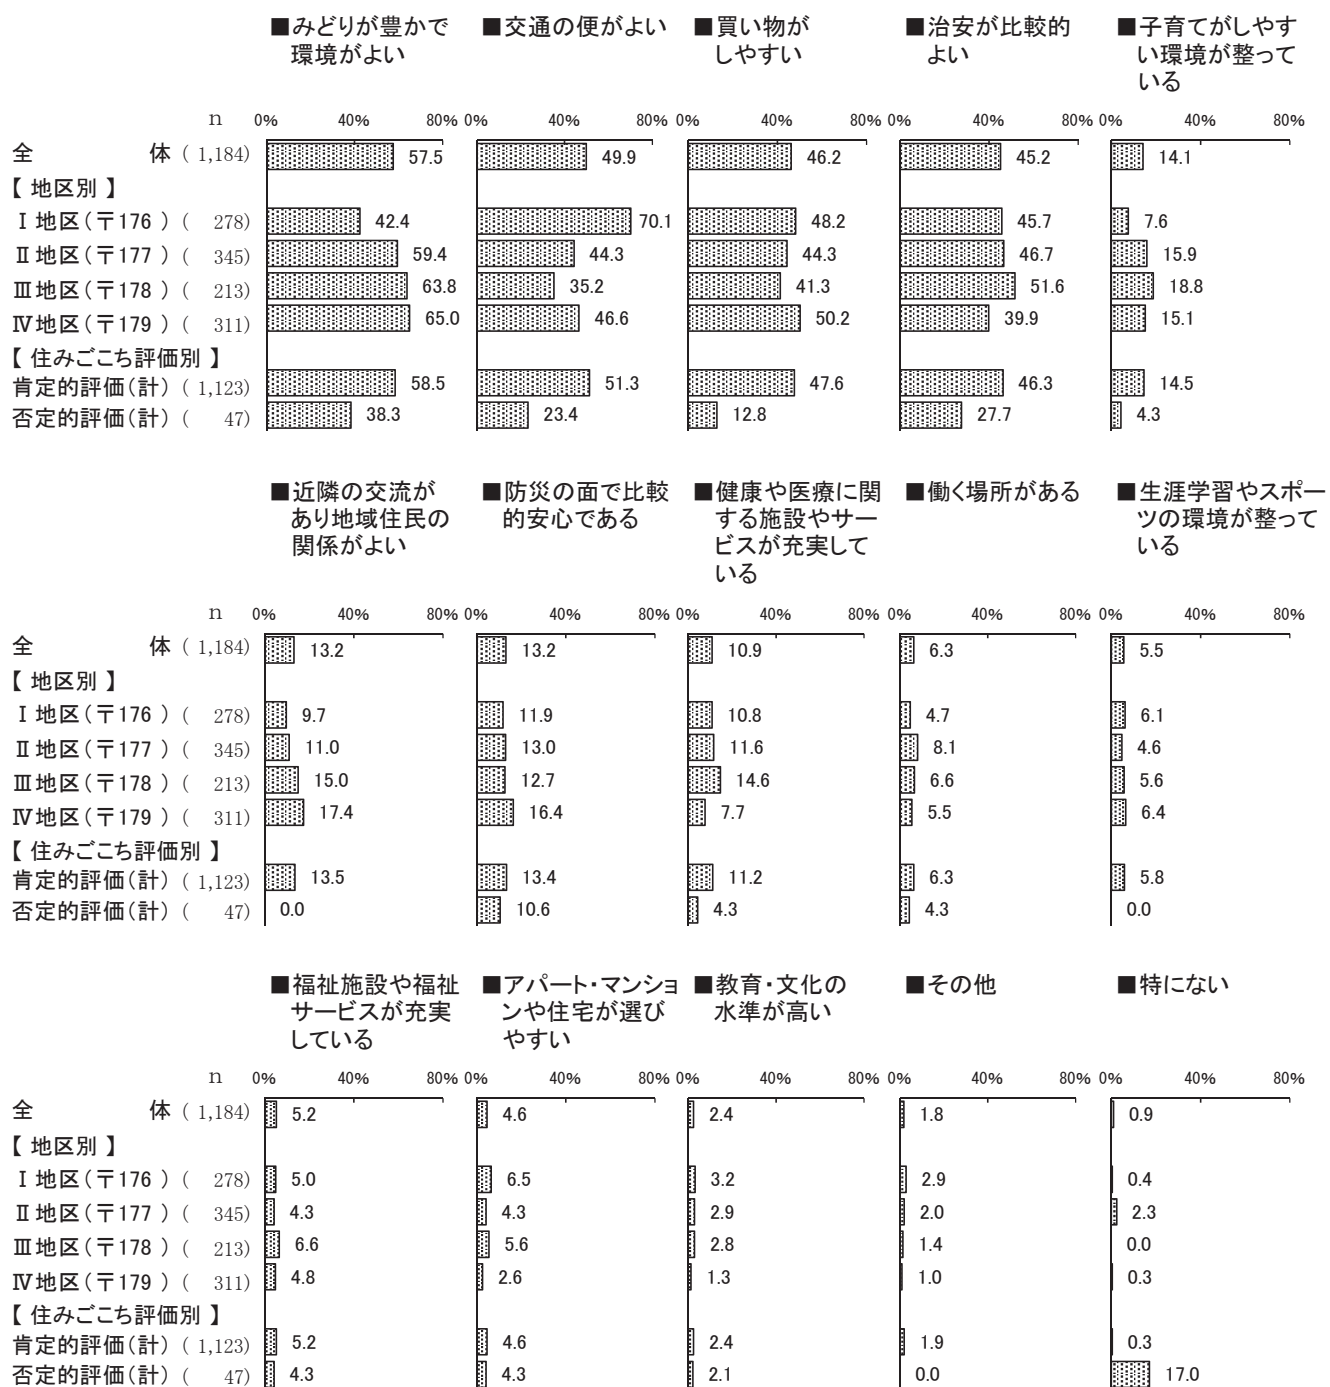 ■みどりが豊かで ■交通の便がよい ■買い物が ■治安が比較的 ■子育てがしやす
環境がよい しやすい よい い環境が整って
いる
n 0% 40% 80% 0% 40% 80% 0% 40% 80% 0% 40% 80% 0% 40% 80%
全 体 ( 1,184) 57.5 49.9 46.2 45.2 14.1
【 地区別 】
Ⅰ地区(〒176 ) ( 278) 42.4 70.1 48.2 45.7 7.6
Ⅱ地区(〒177 ) ( 345) 59.4 44.3 44.3 46.7 15.9
Ⅲ地区(〒178 ) ( 213) 63.8 35.2 41.3 51.6 18.8
Ⅳ地区(〒179 ) ( 311) 65.0 46.6 50.2 39.9 15.1
【 住みごこち評価別 】
肯定的評価(計) ( 1,123) 58.5 51.3 47.6 46.3 14.5
否定的評価(計) ( 47) 38.3 23.4 12.8 27.7 4.3
■近隣の交流が ■防災の面で比較 ■健康や医療に関 ■働く場所がある ■生涯学習やスポー
あり地域住民の 的安心である する施設やサー ツの環境が整って
関係がよい ビスが充実して いる
いる
n 0% 40% 80% 0% 40% 80% 0% 40% 80% 0% 40% 80% 0% 40% 80%
全 体 ( 1,184) 13.2 13.2 10.9 6.3 5.5
【 地区別 】
Ⅰ地区(〒176 ) ( 278) 9.7 11.9 10.8 4.7 6.1
Ⅱ地区(〒177 ) ( 345) 11.0 13.0 11.6 8.1 4.6
Ⅲ地区(〒178 ) ( 213) 15.0 12.7 14.6 6.6 5.6
Ⅳ地区(〒179 ) ( 311) 17.4 16.4 7.7 5.5 6.4
【 住みごこち評価別 】
肯定的評価(計) ( 1,123) 13.5 13.4 11.2 6.3 5.8
否定的評価(計) ( 47) 0.0 10.6 4.3 4.3 0.0
■福祉施設や福祉 ■アパート・マンショ ■教育・文化の ■その他 ■特にない
サービスが充実 ンや住宅が選び 水準が高い
している やすい
n 0% 40% 80% 0% 40% 80% 0% 40% 80% 0% 40% 80% 0% 40% 80%
全 体 ( 1,184) 5.2 4.6 2.4 1.8 0.9
【 地区別 】
Ⅰ地区(〒176 ) ( 278) 5.0 6.5 3.2 2.9 0.4
Ⅱ地区(〒177 ) ( 345) 4.3 4.3 2.9 2.0 2.3
Ⅲ地区(〒178 ) ( 213) 6.6 5.6 2.8 1.4 0.0
Ⅳ地区(〒179 ) ( 311) 4.8 2.6 1.3 1.0 0.3
【 住みごこち評価別 】
肯定的評価(計) ( 1,123) 5.2 4.6 2.4 1.9 0.3
否定的評価(計) ( 47) 4.3 4.3 2.1 0.0 17.0